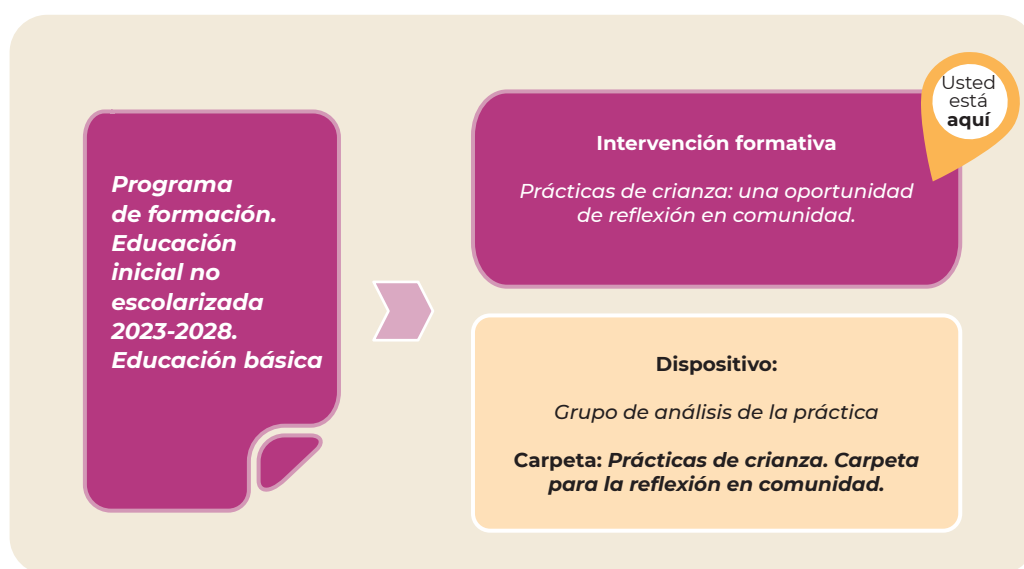 Programa
de formación.
Educación
inicial no
escolarizada
2023-2028.
Educación básica
Usted
está
aquí
Intervención formativa
Prácticas de crianza: una oportunidad
de reflexión en comunidad.
Dispositivo:
Grupo de análisis de la práctica
Carpeta: Prácticas de crianza. Carpeta
para la reflexión en comunidad.